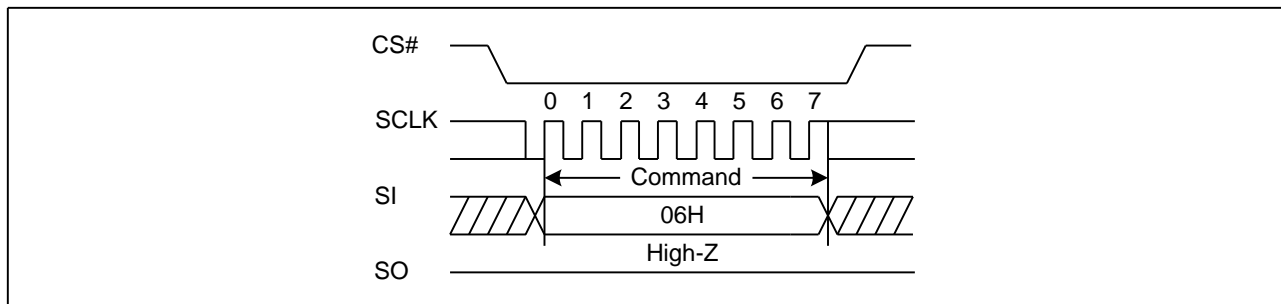 CS#
0 1 2 3 4 5 6 7
SCLK
Command
SI
06H
High-Z
SO